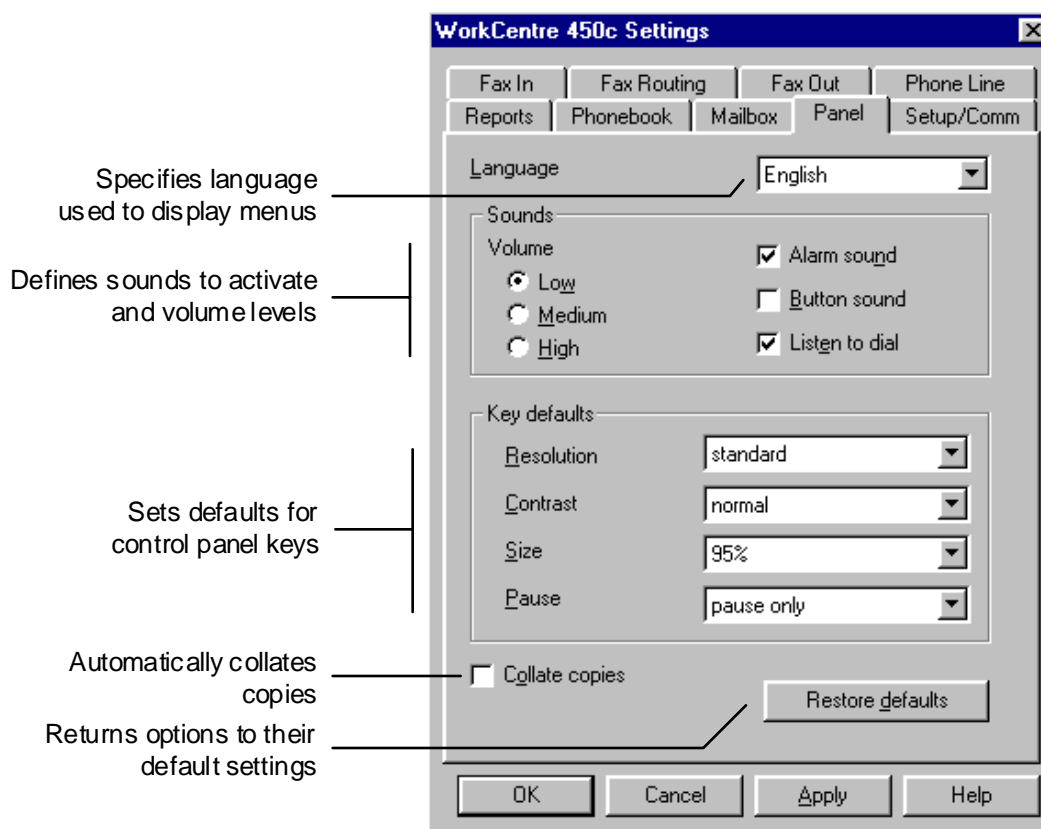 WorkCentre 450c Settings
Fax In Fax Routing Fax Out Phone Line
Reports Phonebook Mailbox Panel Setup/Comm
Specifies language
used to display menus
Language English
Defines sounds to activate
and volume levels
Sounds
Volume
Low
Medium
High
Alarm sound
Button sound
Listen to dial
Sets defaults for
control panel keys
Key defaults
Resolution standard
Contrast normal
Size 95%
Pause pause only
Automatically collates
copies
Collate copies
Returns options to their
default settings
Restore defaults
OK Cancel Apply Help